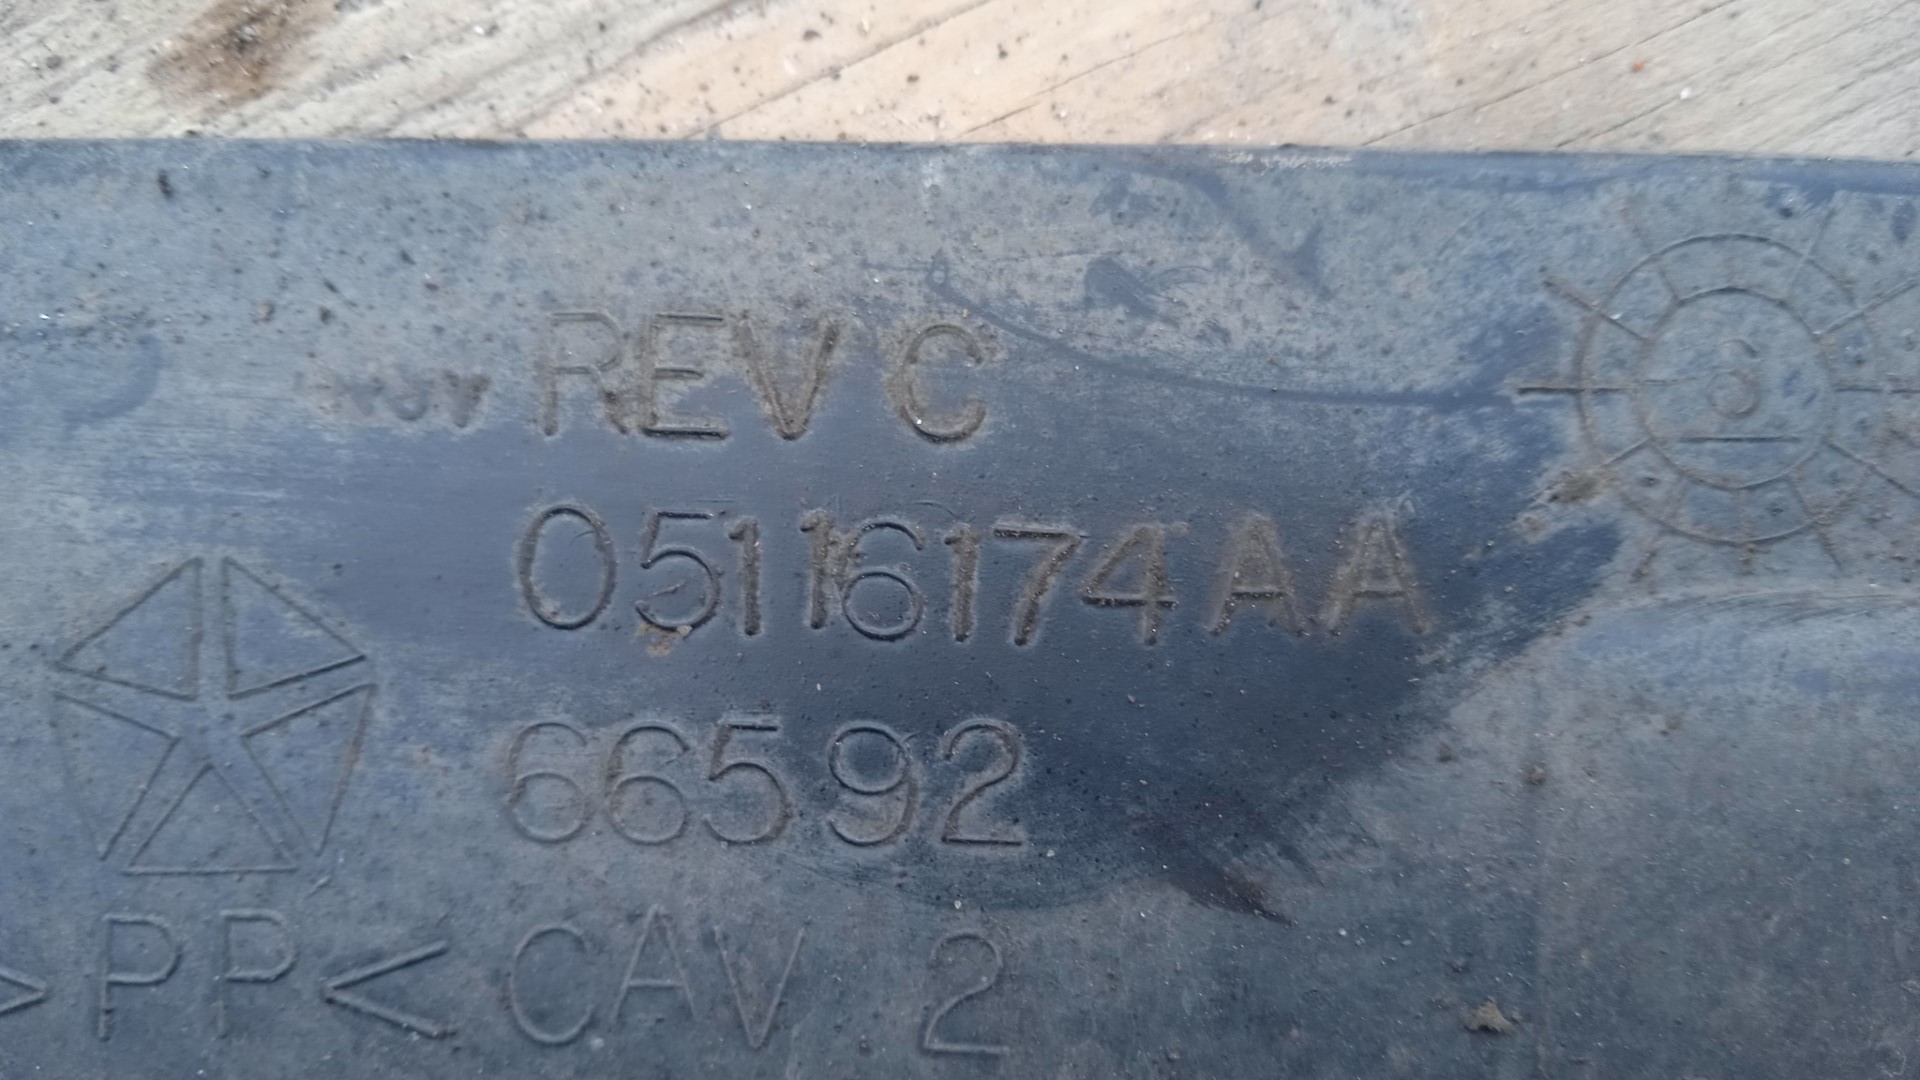 REV C
05116174AA
66592
>PP< CAV 2